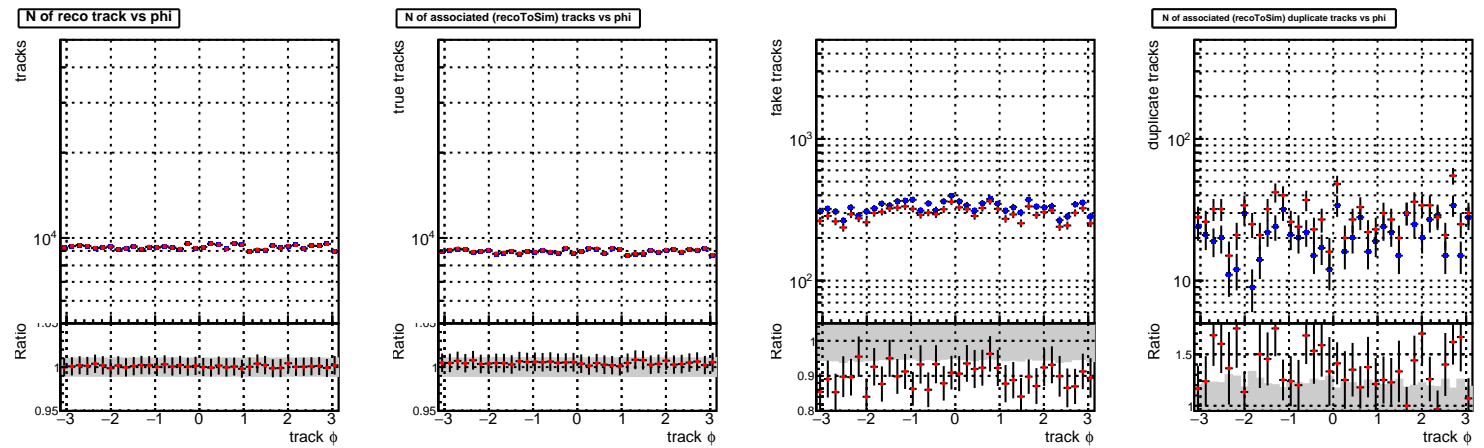 N of reco track vs phi
tracks
10^4
Ratio
1.05
1
0.95
−3 −2 −1 0 1 2 3
track ϕ
N of associated (recoToSim) tracks vs phi
true tracks
10^4
Ratio
1.05
1
0.95
−3 −2 −1 0 1 2 3
track ϕ
fake tracks
10^3
10^2
Ratio
1
0.9
0.8
−3 −2 −1 0 1 2 3
track ϕ
N of associated (recoToSim) duplicate tracks vs phi
duplicate tracks
10^2
10
Ratio
1.5
1
−3 −2 −1 0 1 2 3
track ϕ